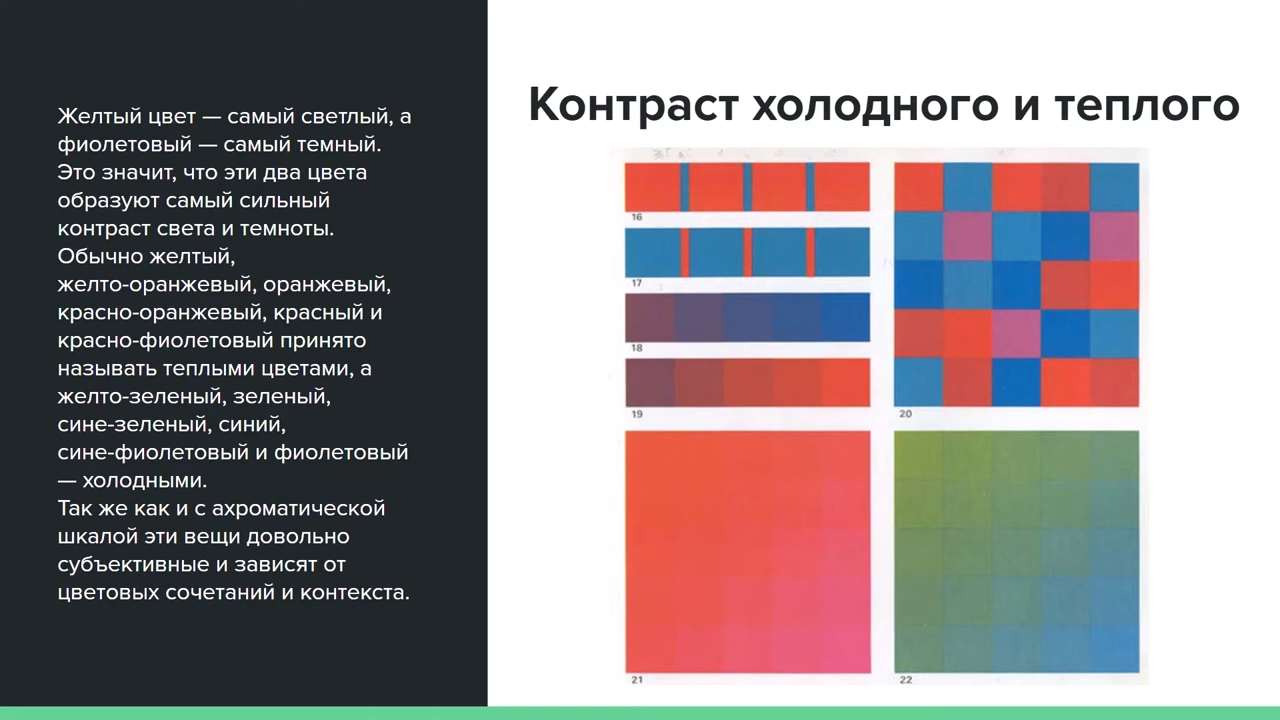 Желтый цвет — самый светлый, а
фиолетовый — самый темный.
Это значит, что эти два цвета
образуют самый сильный
контраст света и темноты.
Обычно желтый,
желто-оранжевый, оранжевый,
красно-оранжевый, красный и
красно-фиолетовый принято
называть теплыми цветами, а
желто-зеленый, зеленый,
сине-зеленый, синий,
сине-фиолетовый и фиолетовый
— холодными.
Так же как и с ахроматической
шкалой эти вещи довольно
субъективные и зависят от
цветовых сочетаний и контекста.
Контраст холодного и теплого
16
17
18
19
20
21
22